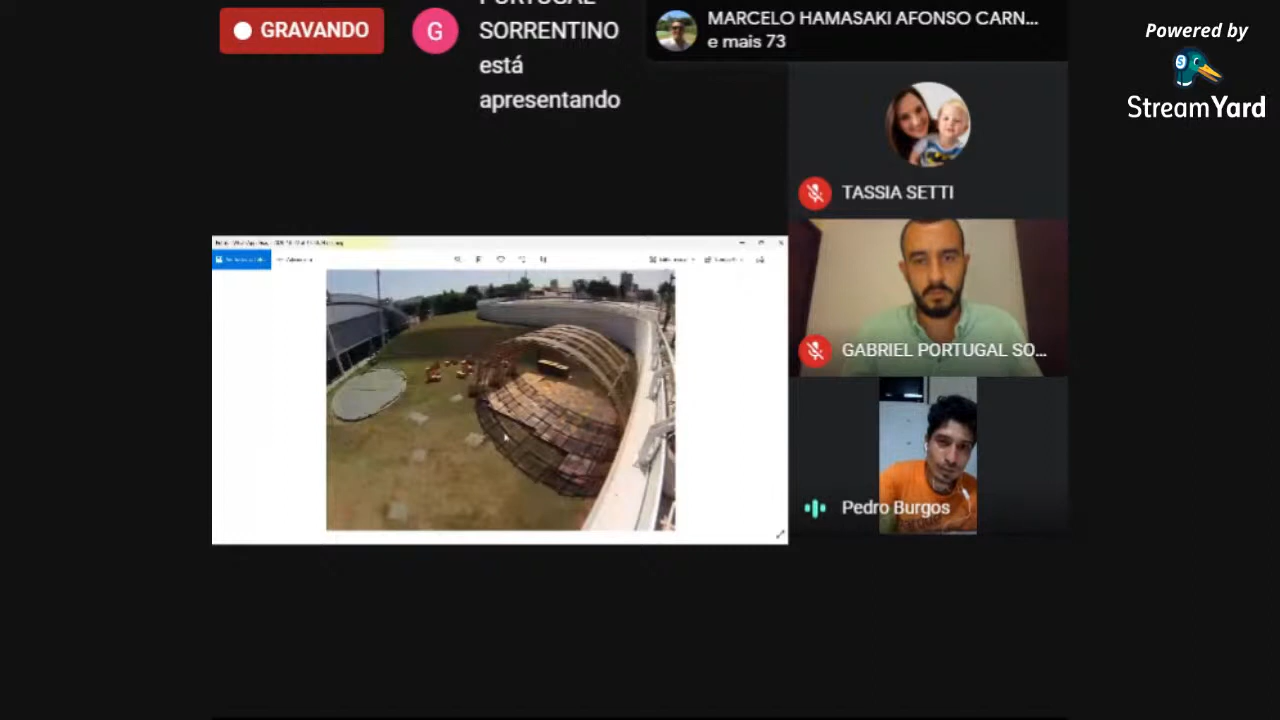 GRAVANDO
G
PORTUGAL
SORRENTINO
está
apresentando
MARCELO HAMASAKI AFONSO CARN...
e mais 73
Powered by
StreamYard
TASSIA SETTI
GABRIEL PORTUGAL SO...
Pedro Burgos